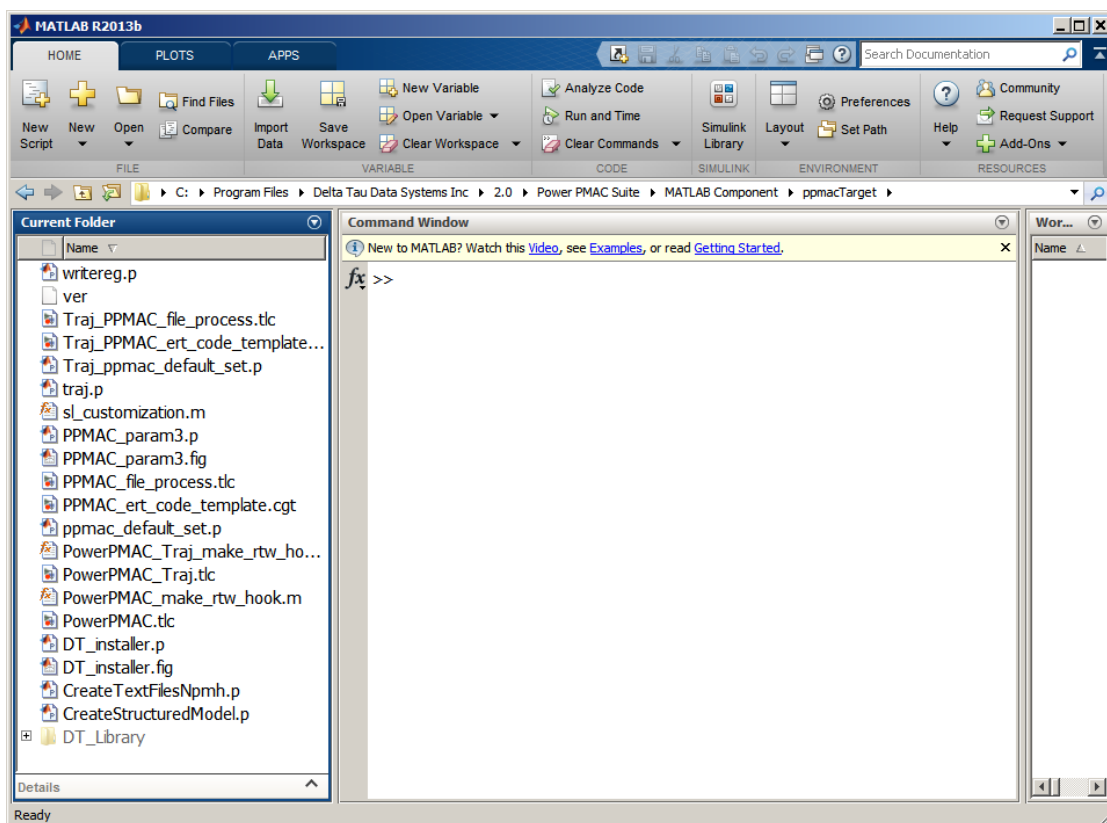 MATLAB R2013b
HOME PLOTS APPS Search Documentation
New Script New Open Find Files Compare Import Data Save Workspace New Variable Open Variable Clear Workspace Analyze Code Run and Time Clear Commands Simulink Library Layout Preferences Set Path Help Community Request Support Add-Ons
FILE VARIABLE CODE SIMULINK ENVIRONMENT RESOURCES
C: Program Files Delta Tau Data Systems Inc 2.0 Power PMAC Suite MATLAB Component ppmacTarget
Current Folder
Name
writereg.p
ver
Traj_PPMAC_file_process.tlc
Traj_PPMAC_ert_code_template...
Traj_ppmac_default_set.p
traj.p
sl_customization.m
PPMAC_param3.p
PPMAC_param3.fig
PPMAC_file_process.tlc
PPMAC_ert_code_template.cgt
ppmac_default_set.p
PowerPMAC_Traj_make_rtw_ho...
PowerPMAC_Traj.tlc
PowerPMAC_make_rtw_hook.m
PowerPMAC.tlc
DT_installer.p
DT_installer.fig
CreateTextFilesNpmh.p
CreateStructuredModel.p
DT_Library
Details
Command Window
New to MATLAB? Watch this Video, see Examples, or read Getting Started.
fx >>
Wor...
Name
Ready